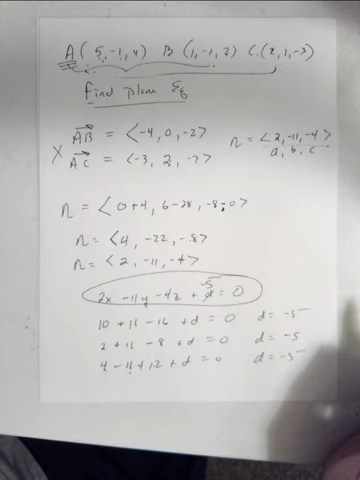 A(5,-1,4) B(1,-1,2) C.(2,1,-3)
Find plane Eq
AB = <-4, 0, -2>
n = <2, -11, -4>
a, b, c
X AC = <-3, 2, -7>
n = <0+4, 6-28, -8-0>
n = <4, -22, -8>
n = <2, -11, -4>
2x -11y -4z + d = 0
-5
10 + 11 - 16 + d = 0 d = -5
2 + 11 - 8 + d = 0 d = -5
4 - 11 + 12 + d = 0 d = -5